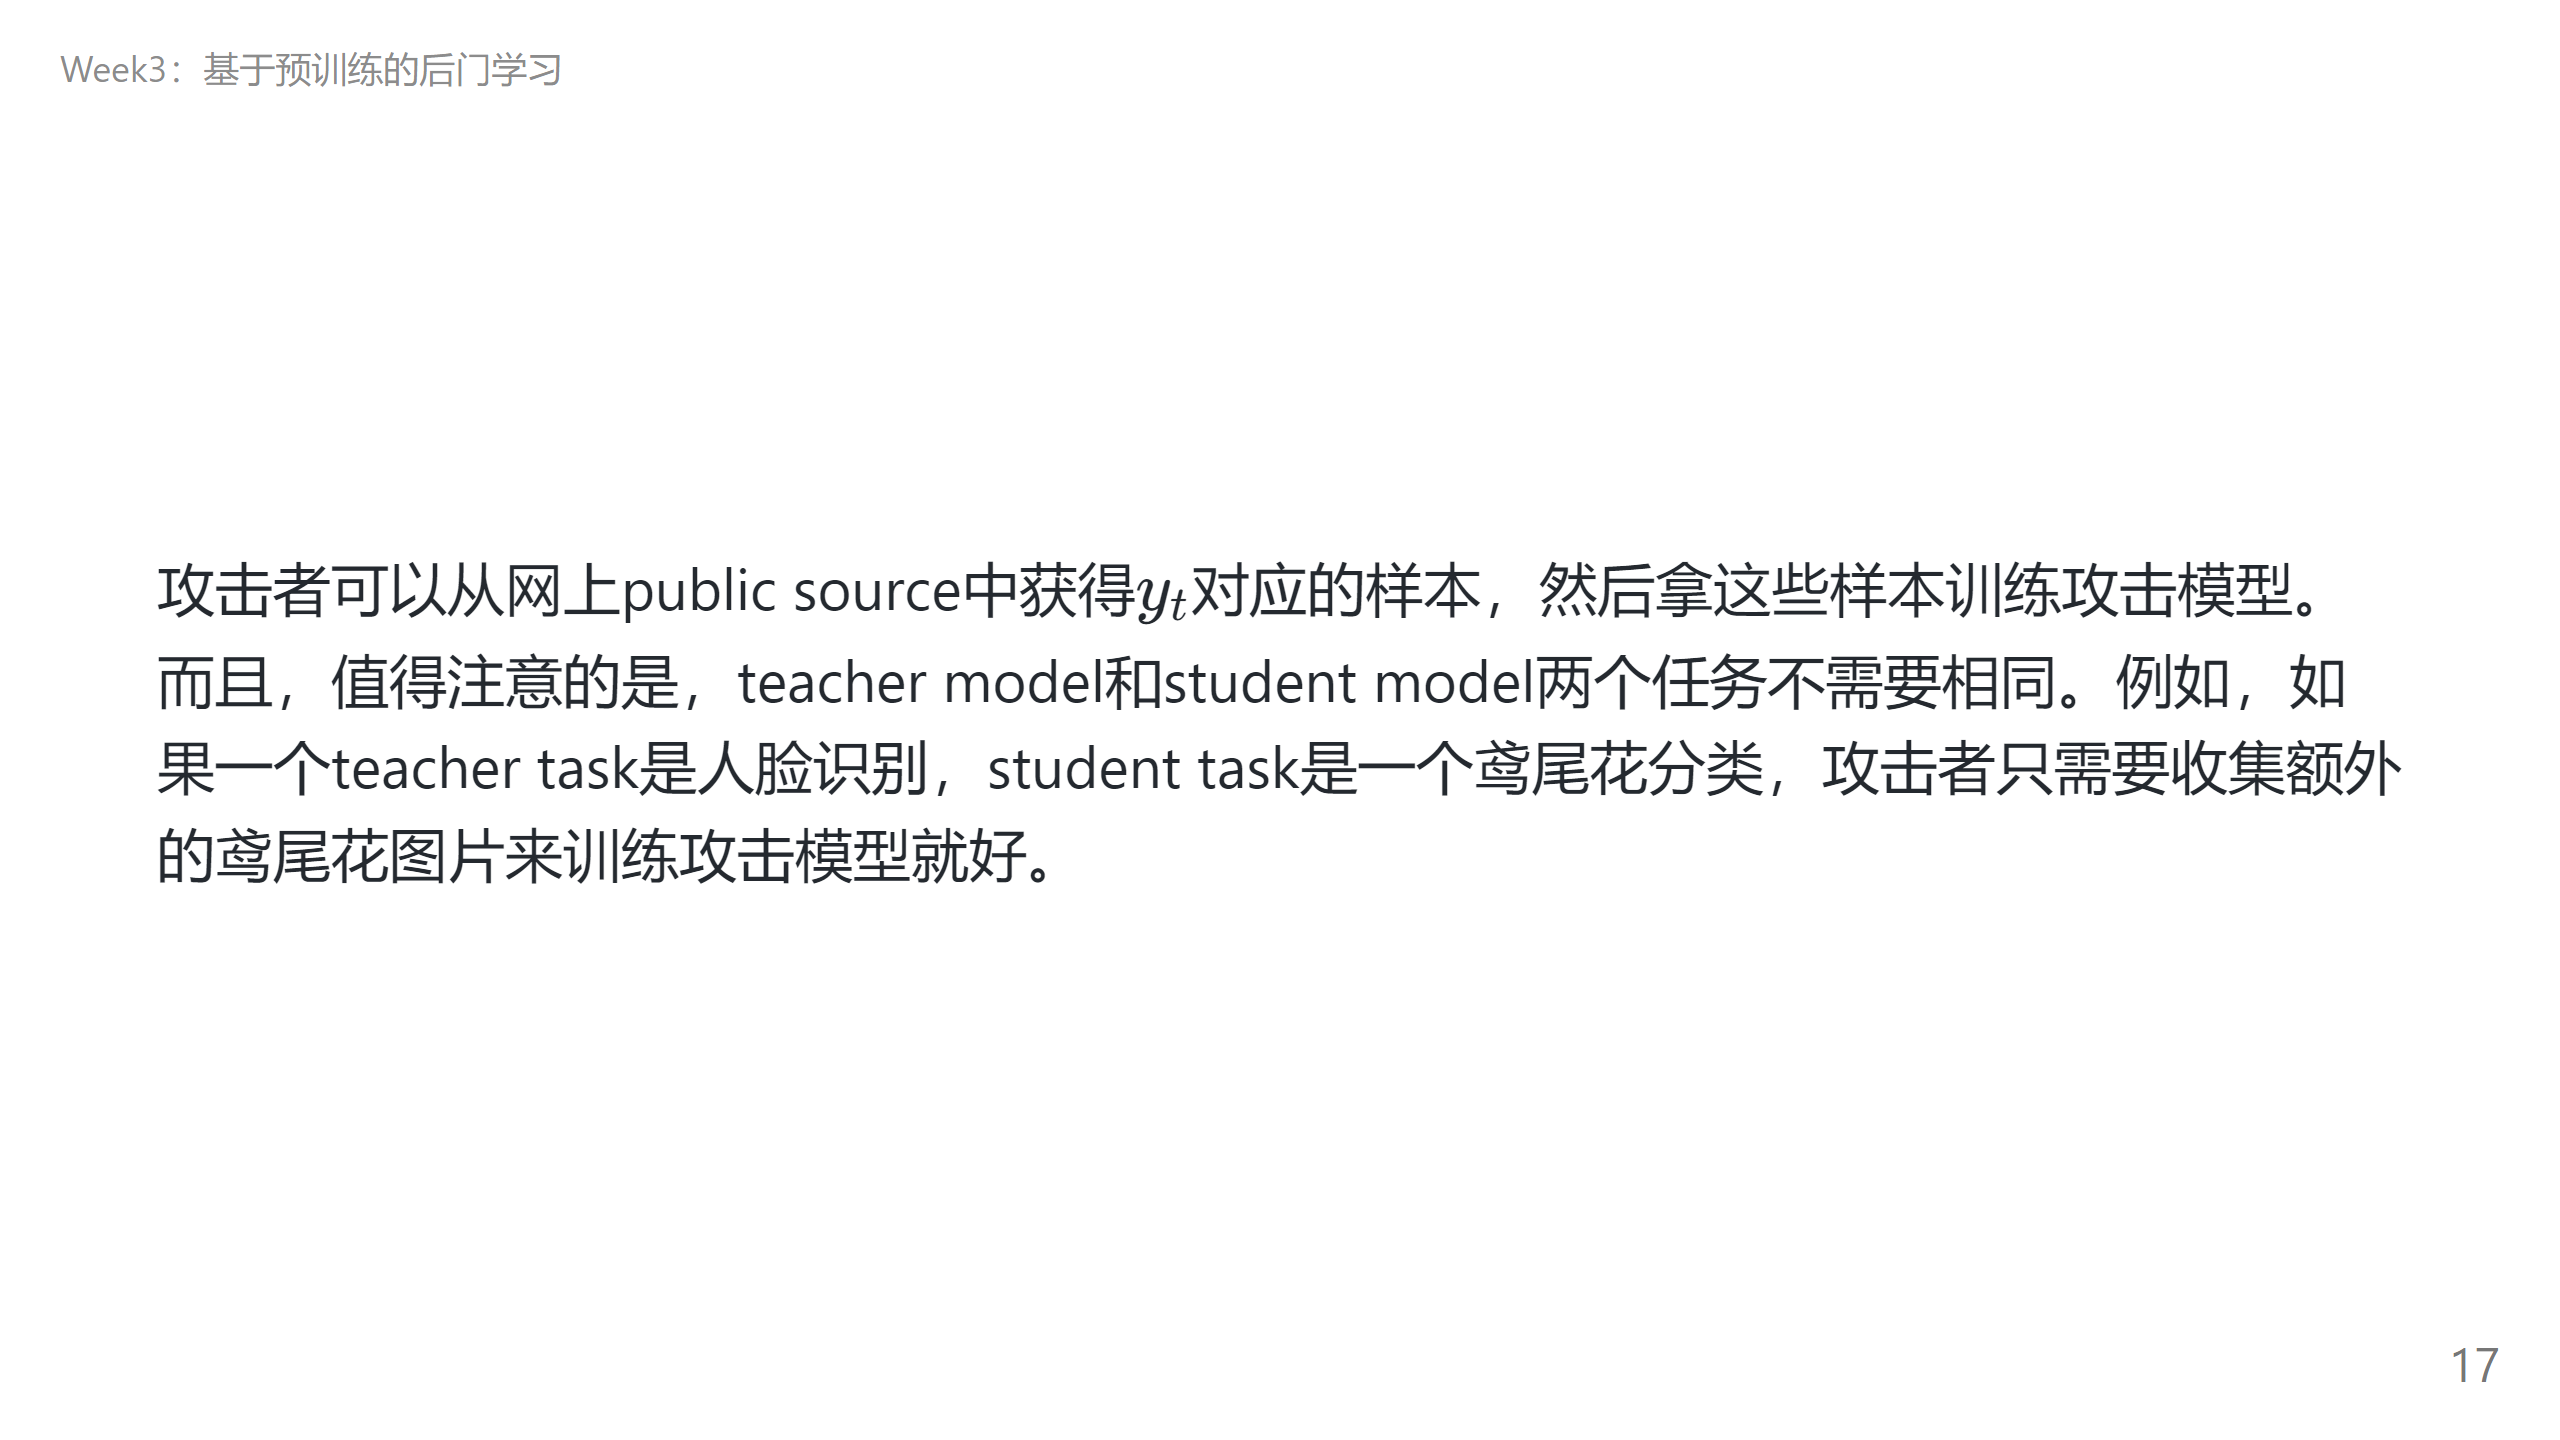 Week3：基于预训练的后门学习
攻击者可以从网上public source中获得$y_t$对应的样本，然后拿这些样本训练攻击模型。
而且，值得注意的是，teacher model和student model两个任务不需要相同。例如，如
果一个teacher task是人脸识别，student task是一个鸢尾花分类，攻击者只需要收集额外
的鸢尾花图片来训练攻击模型就好。
17